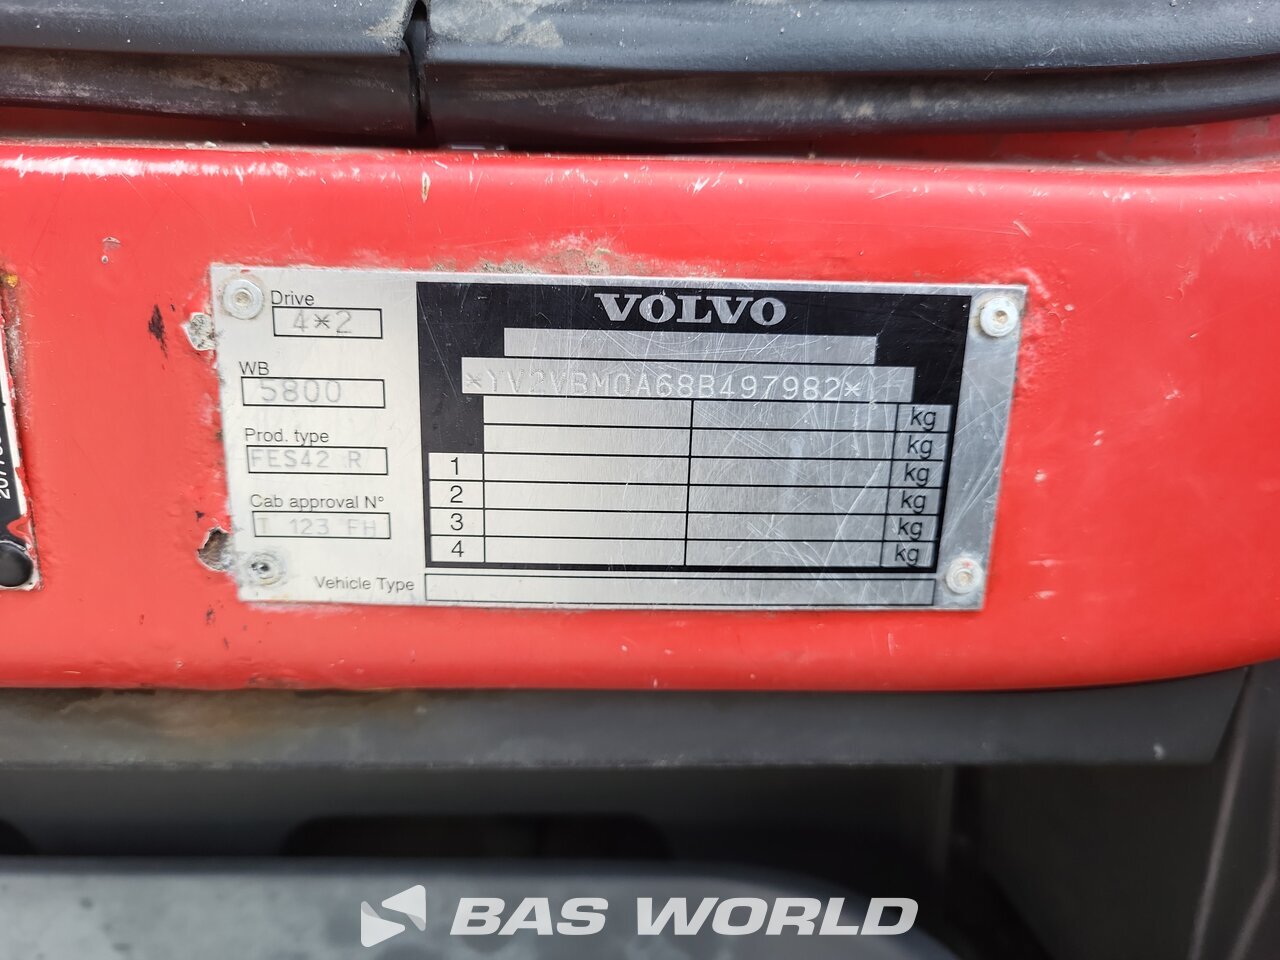 Drive
4*2
WB
5800
Prod. type
FES42 R
Cab approval N°
T 123 FH
VOLVO
*YV2VBM0A68B497982*
kg
kg
1 kg
2 kg
3 kg
4 kg
Vehicle Type
BAS WORLD